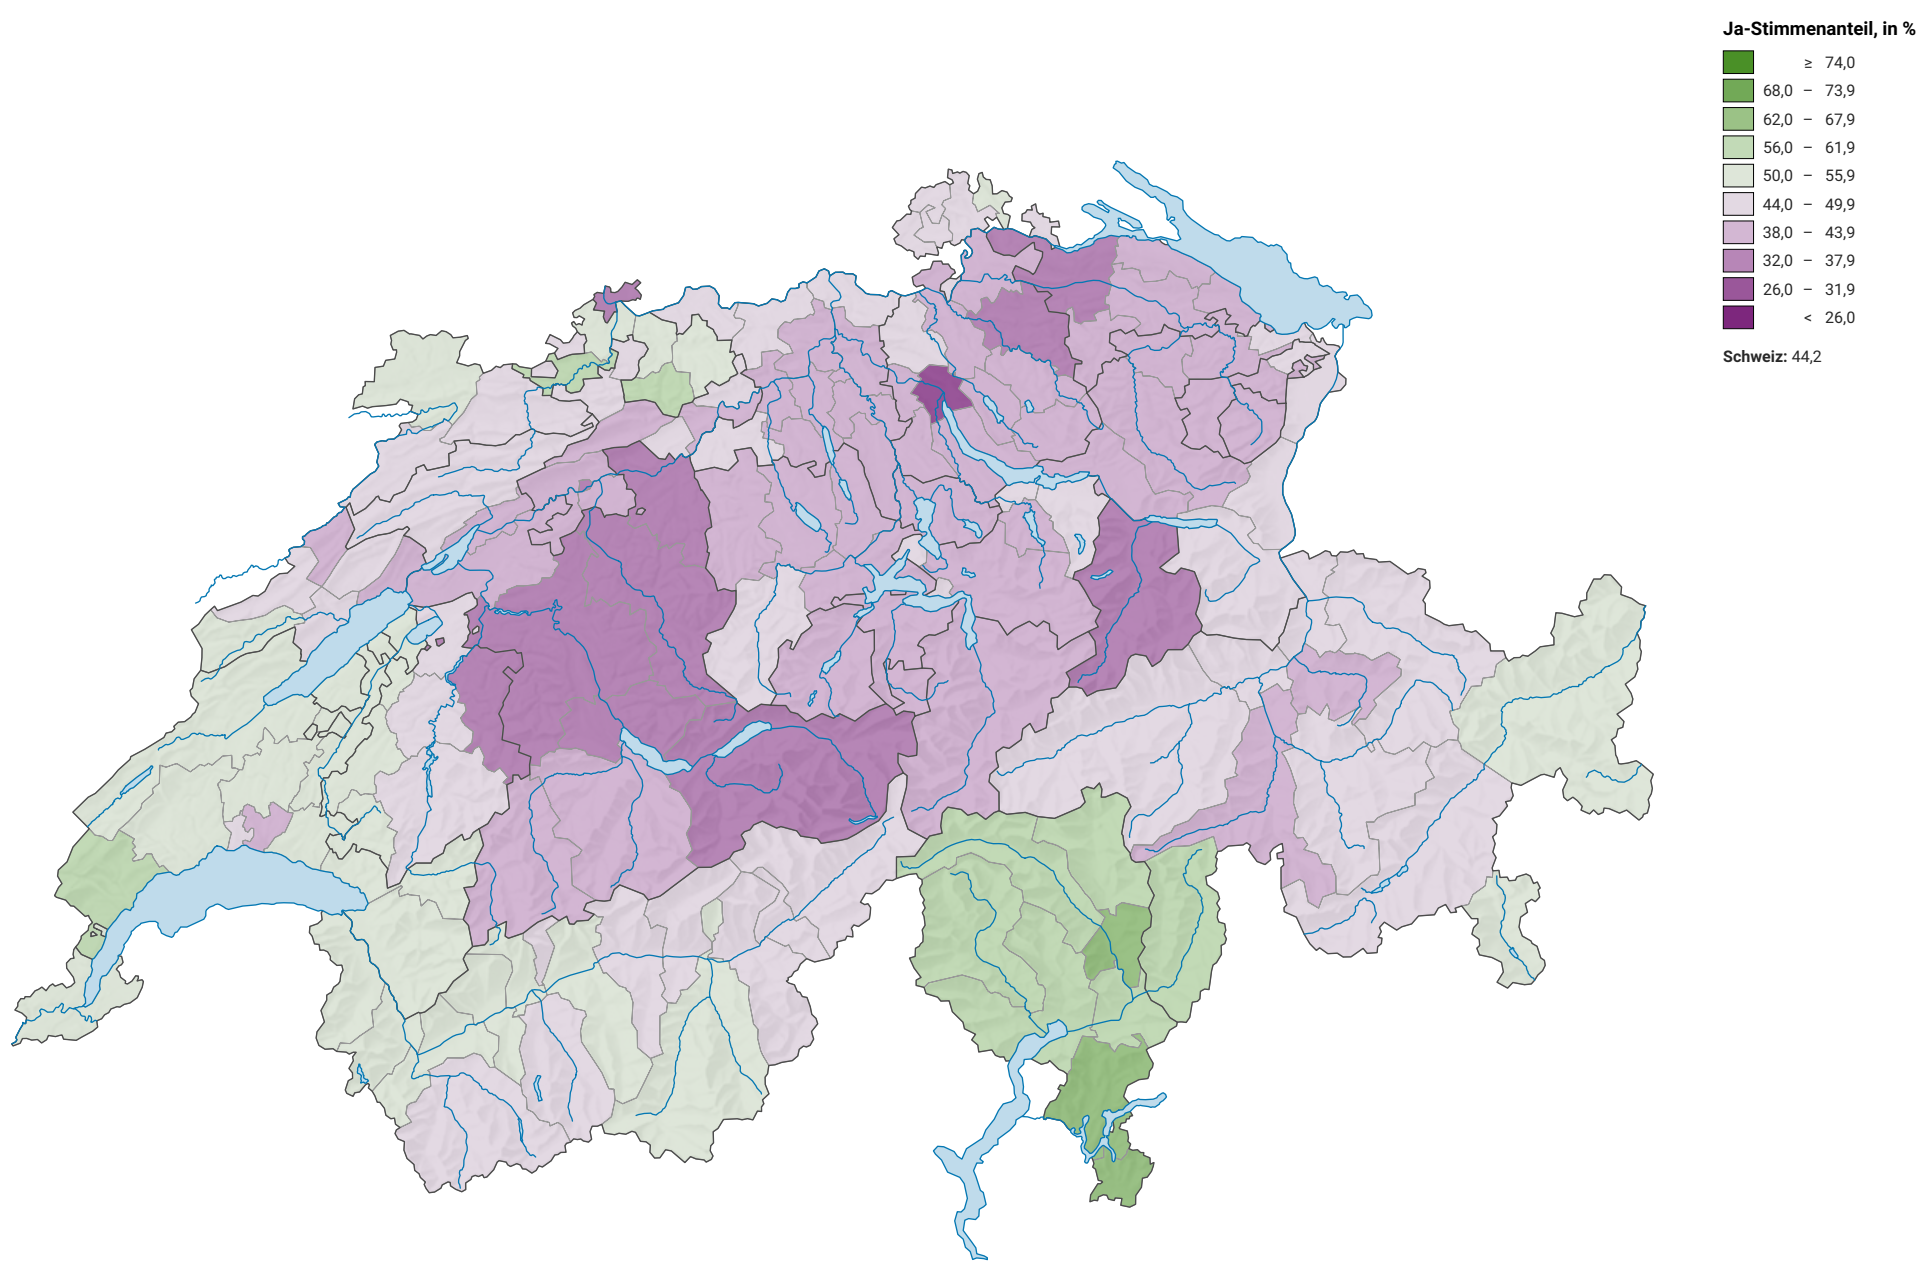 Ja-Stimmenanteil, in %
≥ 74,0
68,0 – 73,9
62,0 – 67,9
56,0 – 61,9
50,0 – 55,9
44,0 – 49,9
38,0 – 43,9
32,0 – 37,9
26,0 – 31,9
< 26,0
Schweiz: 44,2